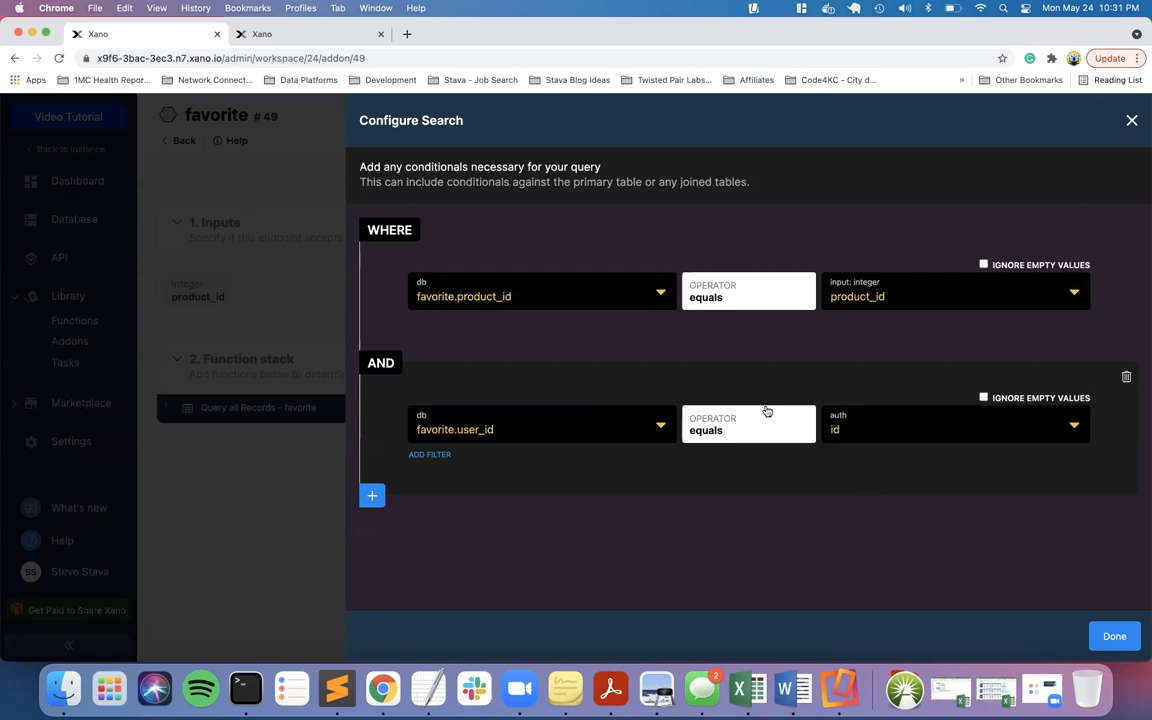 Chrome File Edit View History Bookmarks Profiles Tab Window Help Mon May 24 10:31 PM
Xano
Xano
x9f6-3bac-3ec3.n7.xano.io/admin/workspace/24/addon/49
Update
Apps 1MC Health Repor... Network Connect... Data Platforms Development Stava - Job Search Stava Blog Ideas Twisted Pair Labs... Affiliates Code4KC - City d... » Other Bookmarks Reading List
Video Tutorial
Back to Instance
Dashboard
Database
API
Library
Functions
Addons
Tasks
Marketplace
Settings
What's new
Help
SS Steve Stava
Get Paid to Share Xano
favorite # 49
Back Help
1. Inputs
Specify if this endpoint accepts
integer
product_id
2. Function stack
Add functions below to determin
1 Query all Records - favorite
Configure Search
Add any conditionals necessary for your query
This can include conditionals against the primary table or any joined tables.
WHERE
IGNORE EMPTY VALUES
db
favorite.product_id
OPERATOR
equals
input: integer
product_id
AND
IGNORE EMPTY VALUES
db
favorite.user_id
OPERATOR
equals
auth
id
ADD FILTER
+
Done
2